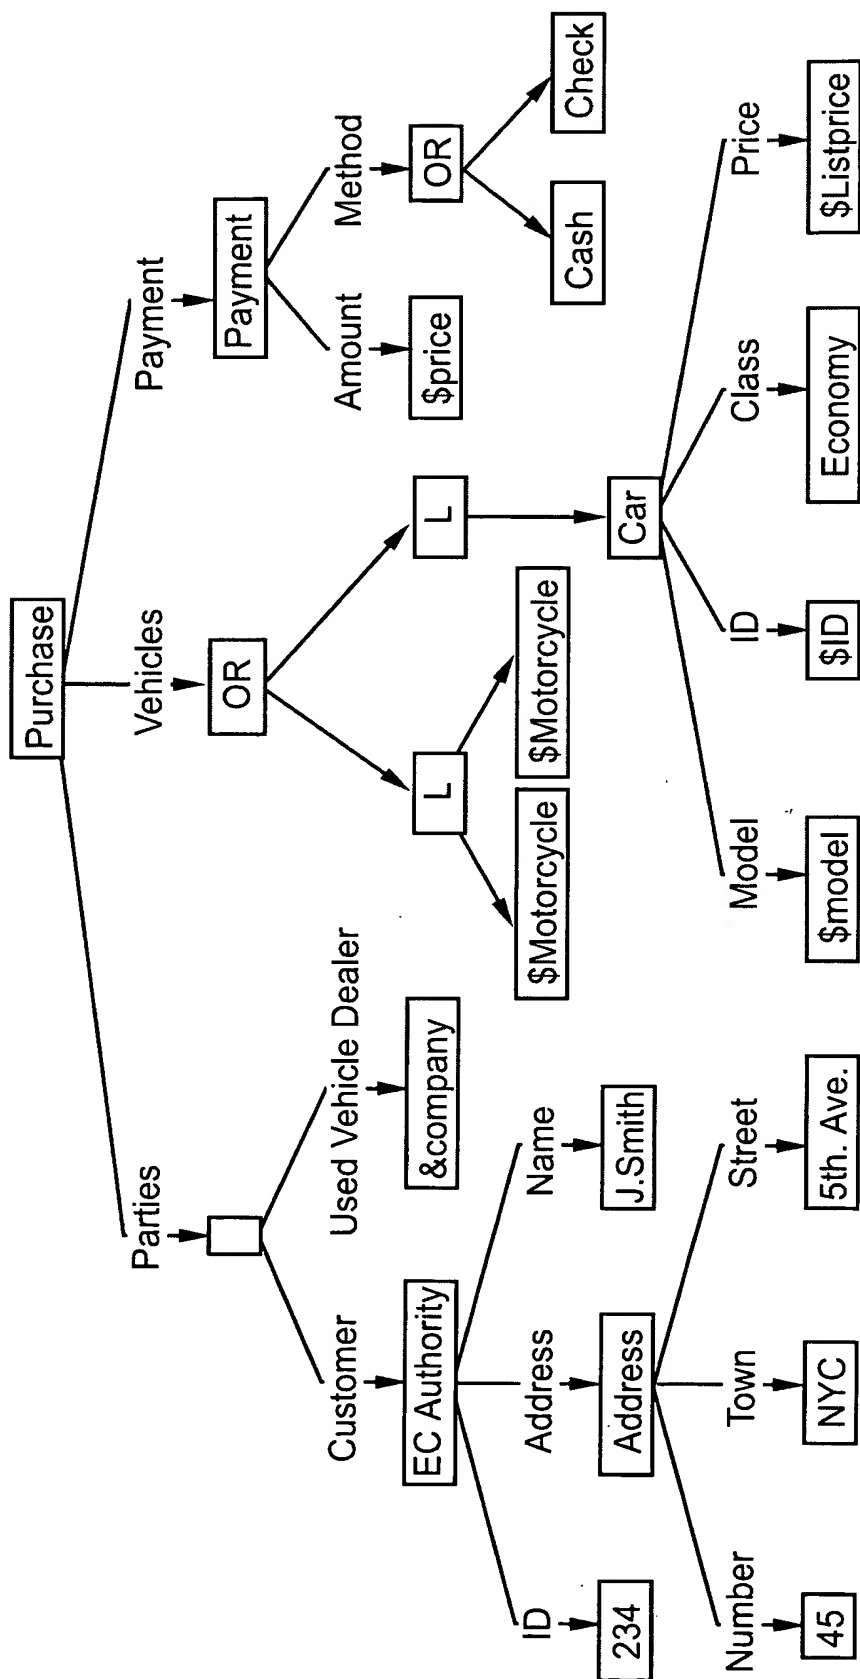 Purchase
Parties
Vehicles
Payment
OR
Payment
Customer
Used Vehicle Dealer
Amount
Method
EC Authority
&company
L
L
$price
OR
ID
Address
Name
$Motorcycle
$Motorcycle
Cash
Check
234
Address
J.Smith
Car
Number
Town
Street
Model
ID
Class
Price
45
NYC
5th. Ave.
$model
$ID
Economy
$Listprice